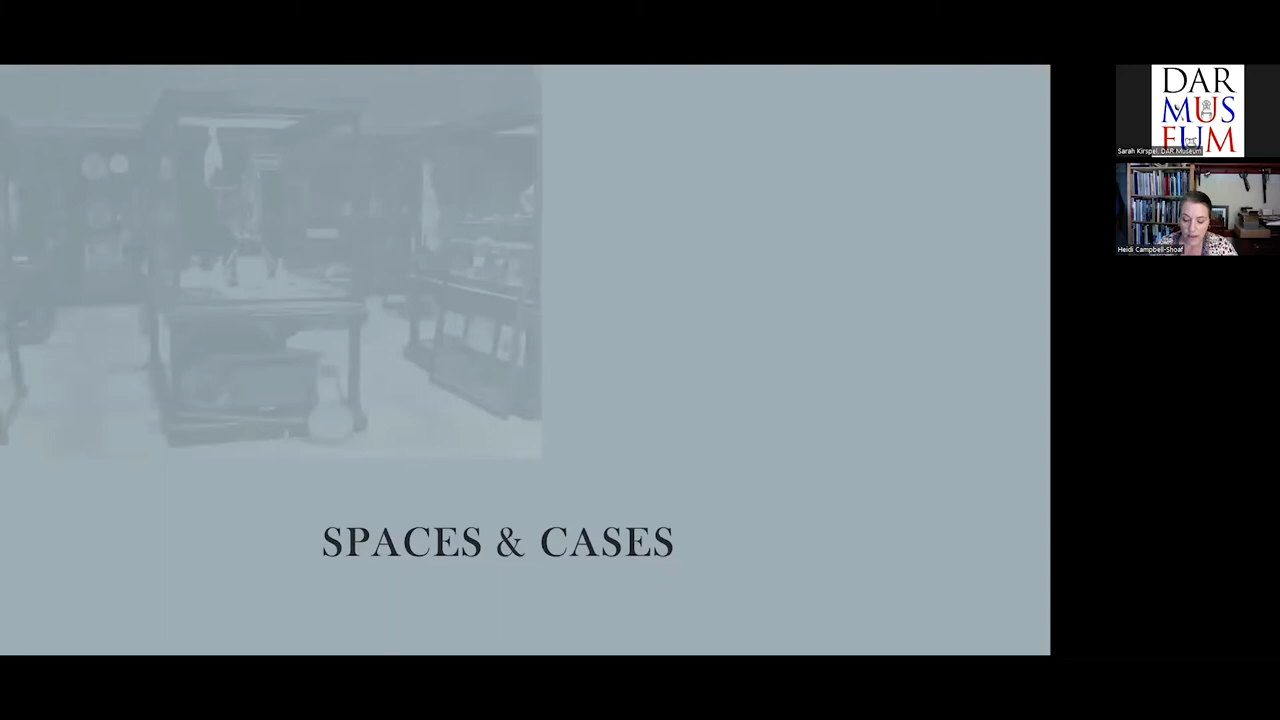 SPACES & CASES
DAR
MUS
EUM
Sarah Kirspel, DAR Museum
Heidi Campbell-Shoaf